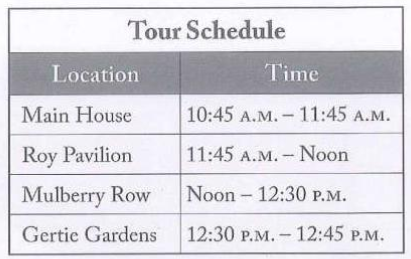 Tour Schedule
Location Time
Main House 10:45 A.M. – 11:45 A.M.
Roy Pavilion 11:45 A.M. – Noon
Mulberry Row Noon – 12:30 P.M.
Gertie Gardens 12:30 P.M. – 12:45 P.M.